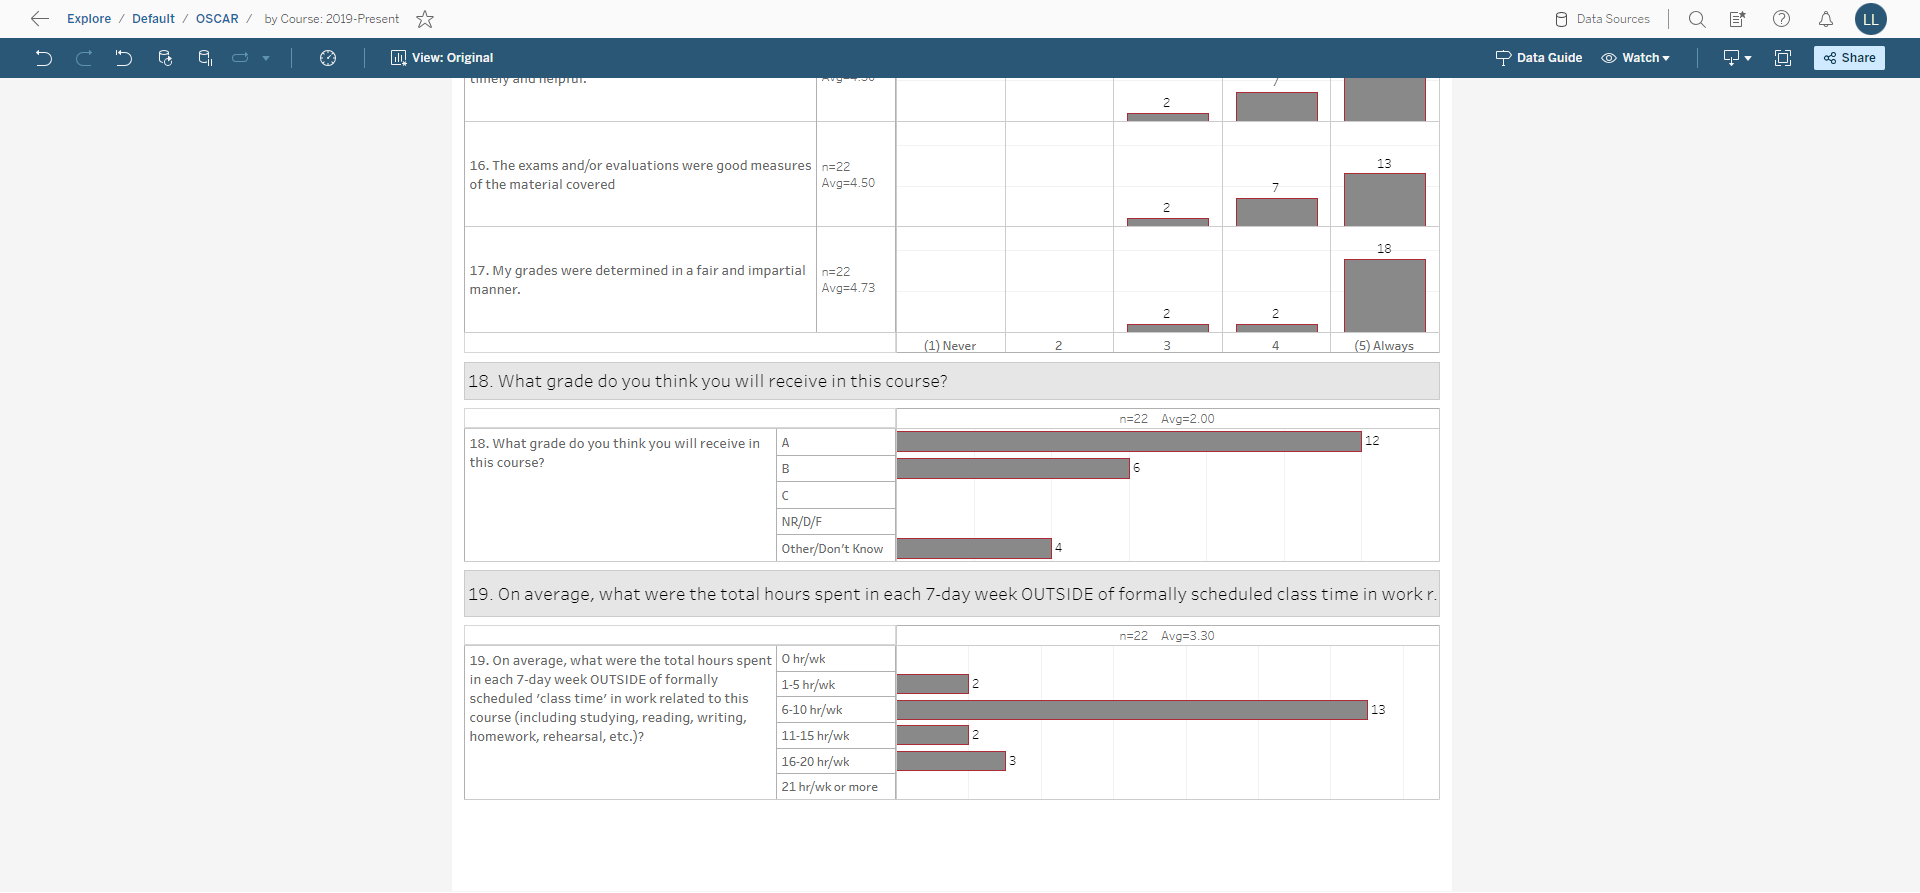 Explore / Default / OSCAR / by Course: 2019-Present
Data Sources
LL
View: Original
Data Guide
Watch
Share
timely and helpful.
2
7
16. The exams and/or evaluations were good measures
of the material covered
n=22
Avg=4.50
2
7
13
17. My grades were determined in a fair and impartial
manner.
n=22
Avg=4.73
2
2
18
(1) Never
2
3
4
(5) Always
18. What grade do you think you will receive in this course?
n=22 Avg=2.00
18. What grade do you think you will receive in
this course?
A
12
B
6
C
NR/D/F
Other/Don't Know
4
19. On average, what were the total hours spent in each 7-day week OUTSIDE of formally scheduled class time in work r.
n=22 Avg=3.30
19. On average, what were the total hours spent
in each 7-day week OUTSIDE of formally
scheduled ‘class time’ in work related to this
course (including studying, reading, writing,
homework, rehearsal, etc.)?
0 hr/wk
1-5 hr/wk
2
6-10 hr/wk
13
11-15 hr/wk
2
16-20 hr/wk
3
21 hr/wk or more